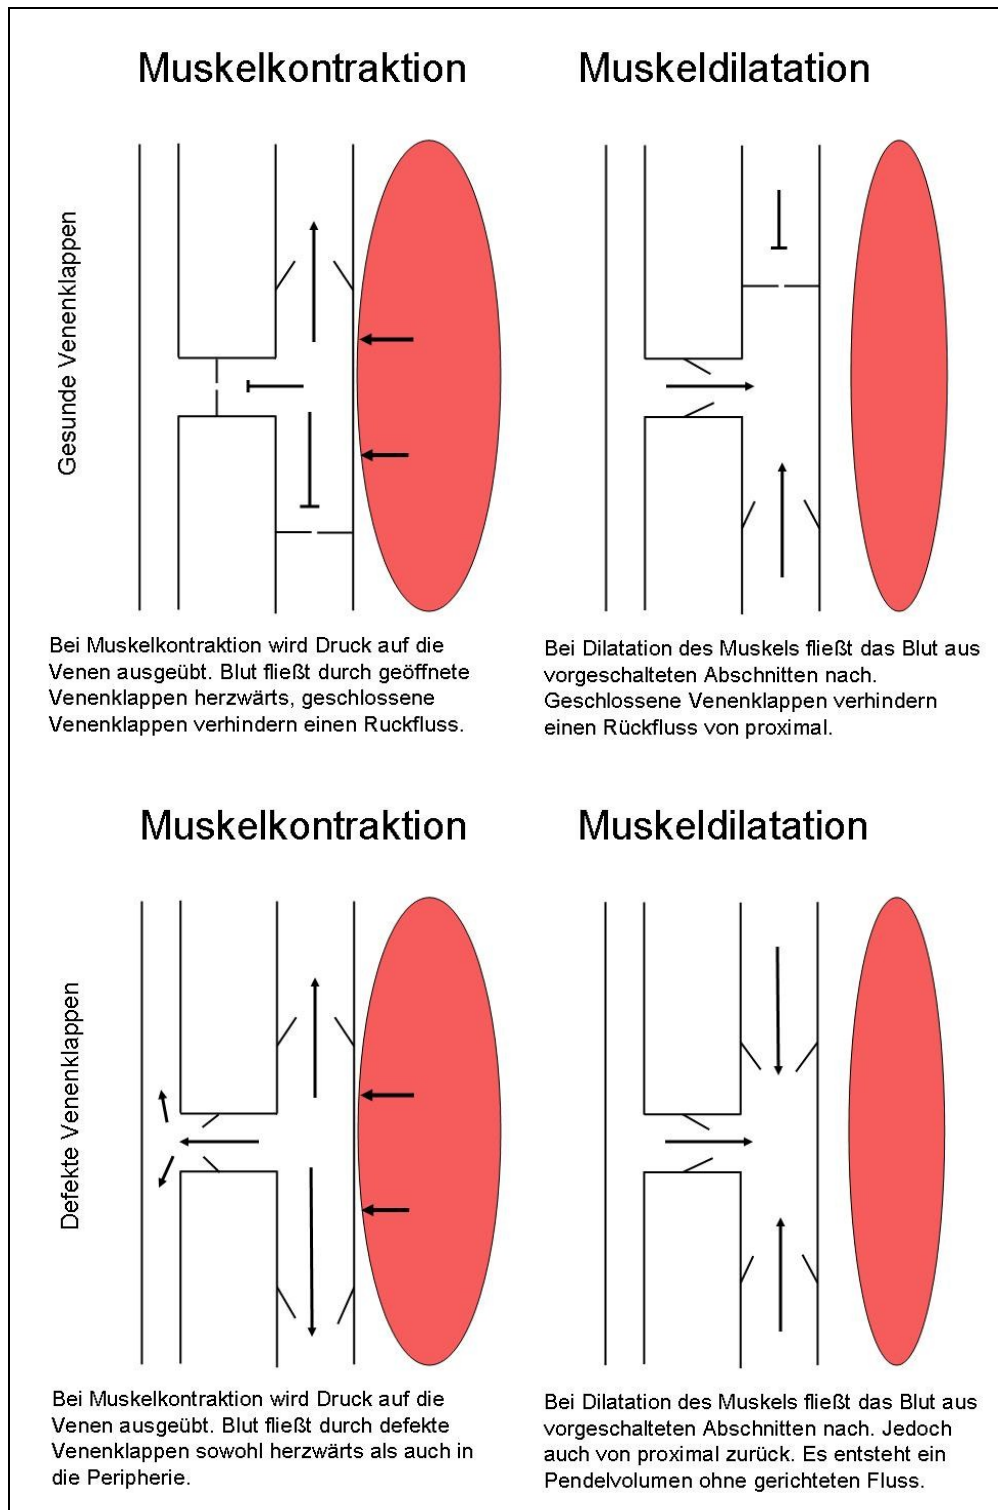 Muskelkontraktion
Muskeldilatation
Gesunde Venenklappen
Bei Muskelkontraktion wird Druck auf die
Venen ausgeübt. Blut fließt durch geöffnete
Venenklappen herzwärts, geschlossene
Venenklappen verhindern einen Ruckfluss.
Bei Dilatation des Muskels fließt das Blut aus
vorgeschalteten Abschnitten nach.
Geschlossene Venenklappen verhindern
einen Rückfluss von proximal.
Muskelkontraktion
Muskeldilatation
Defekte Venenklappen
Bei Muskelkontraktion wird Druck auf die
Venen ausgeübt. Blut fließt durch defekte
Venenklappen sowohl herzwärts als auch in
die Peripherie.
Bei Dilatation des Muskels fließt das Blut aus
vorgeschalteten Abschnitten nach. Jedoch
auch von proximal zurück. Es entsteht ein
Pendelvolumen ohne gerichteten Fluss.